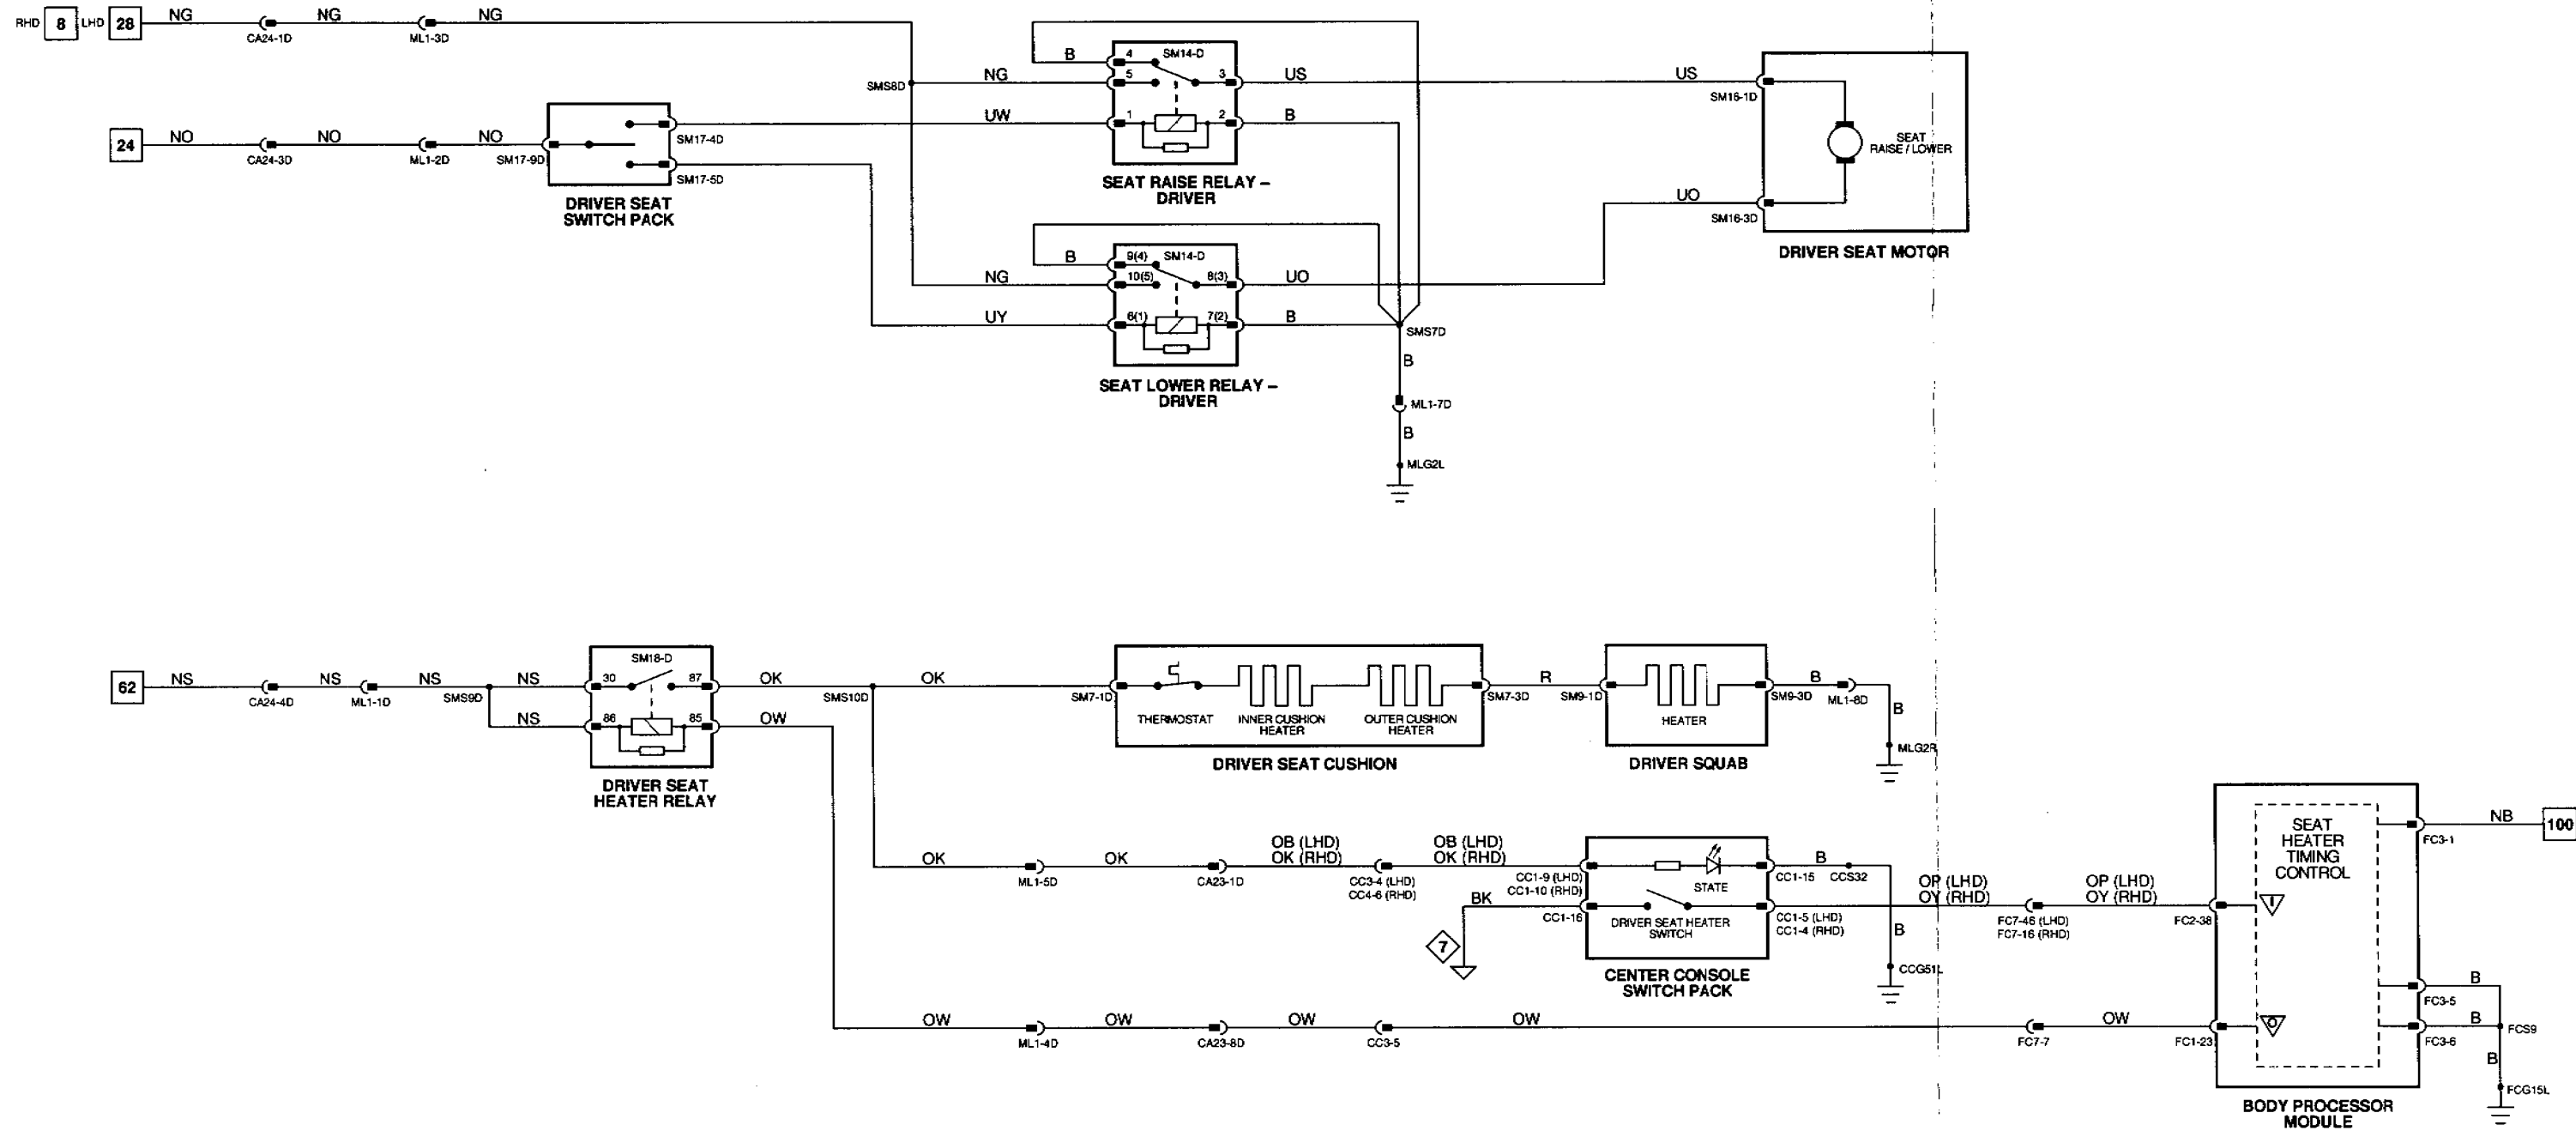 RHD 8 LHD 28 NG NG NG
CA24-1D ML1-3D
B 4 SM14-D
SMS8D NG 5 3 US US
SM16-1D
24 NO NO NO
CA24-3D ML1-2D SM17-9D
SM17-4D
SM17-5D
UW 1 2 B
SEAT
RAISE / LOWER
DRIVER SEAT
SWITCH PACK
SEAT RAISE RELAY –
DRIVER
UO
SM16-3D
DRIVER SEAT MOTOR
B 9(4) SM14-D
NG 10(5) 8(3) UO
UY 6(1) 7(2) B
SMS7D
B
SEAT LOWER RELAY –
DRIVER
ML1-7D
B
MLG2L
62 NS NS NS NS
CA24-4D ML1-1D SMS9D
NS
SM18-D
30 87
86 85
OK OK
SMS10D
OW
DRIVER SEAT
HEATER RELAY
SM7-1D
THERMOSTAT
INNER CUSHION
HEATER
OUTER CUSHION
HEATER
SM7-3D R SM9-1D
DRIVER SEAT CUSHION
HEATER
SM9-3D B ML1-8D
B
MLG2R
DRIVER SQUAB
OK OK
ML1-5D CA23-1D
OB (LHD)
OK (RHD)
CC3-4 (LHD)
CC4-6 (RHD)
OB (LHD)
OK (RHD)
CC1-9 (LHD)
CC1-10 (RHD)
STATE
CC1-15 B CCS32
BK
CC1-16
7
DRIVER SEAT HEATER
SWITCH
CC1-5 (LHD)
CC1-4 (RHD)
B
CCG51L
CENTER CONSOLE
SWITCH PACK
OP (LHD)
OY (RHD)
FC7-46 (LHD)
FC7-16 (RHD)
OP (LHD)
OY (RHD)
FC2-38
OW OW OW OW OW
ML1-4D CA23-8D CC3-5 FC7-7 FC1-23
SEAT
HEATER
TIMING
CONTROL
I
O
NB 100
FC3-1
B
FC3-5
B
FC3-6 FCS9
B
FCG15L
BODY PROCESSOR
MODULE